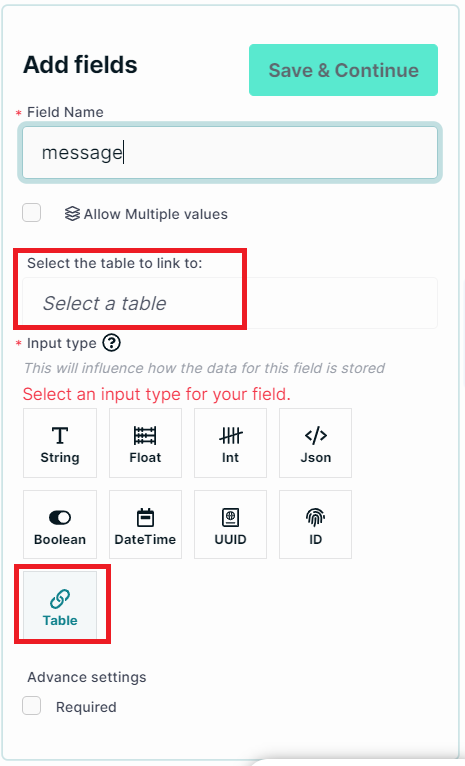 Add fields
Save & Continue
* Field Name
message
Allow Multiple values
Select the table to link to:
Select a table
* Input type ?
This will influence how the data for this field is stored
Select an input type for your field.
String Float Int Json
Boolean DateTime UUID ID
Table
Advance settings
Required